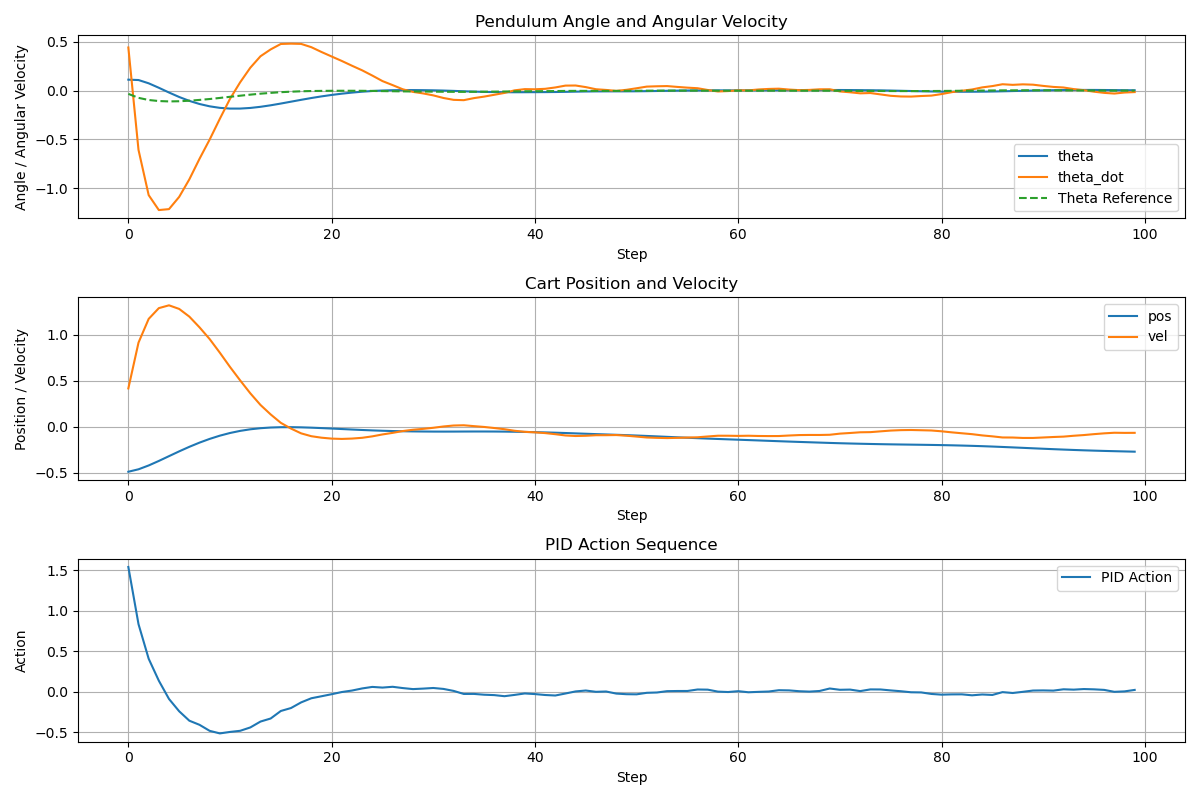 Pendulum Angle and Angular Velocity
Angle / Angular Velocity
0.5
0.0
−0.5
−1.0
theta
theta_dot
Theta Reference
0 20 40 60 80 100
Step
Cart Position and Velocity
Position / Velocity
1.0
0.5
0.0
−0.5
pos
vel
0 20 40 60 80 100
Step
PID Action Sequence
Action
1.5
1.0
0.5
0.0
−0.5
PID Action
0 20 40 60 80 100
Step